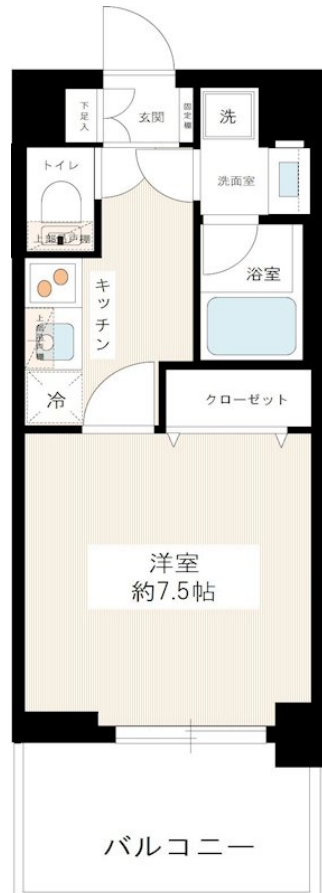 下足入
玄関
固定棚
洗
トイレ
洗面室
上部吊戸棚
浴室
キッチン
冷
クローゼット
洋室
約7.5帖
バルコニー